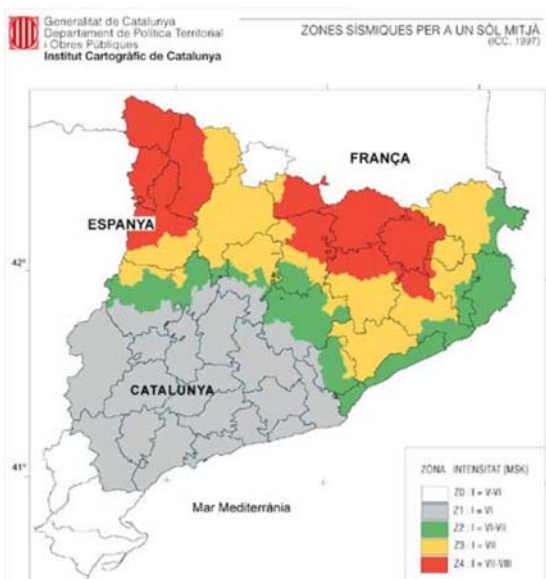 Generalitat de Catalunya
Departament de Política Territorial
i Obres Públiques
Institut Cartogràfic de Catalunya
ZONES SÍSMIQUES PER A UN SÒL MITJÀ
(ICC, 1997)
FRANÇA
ESPANYA
42°
CATALUNYA
41°
Mar Mediterrània
ZONA INTENSITAT (MSK)
Z0 : I = V-VI
Z1 : I = VI
Z2 : I = VI-VII
Z3 : I = VII
Z4 : I = VII-VIII